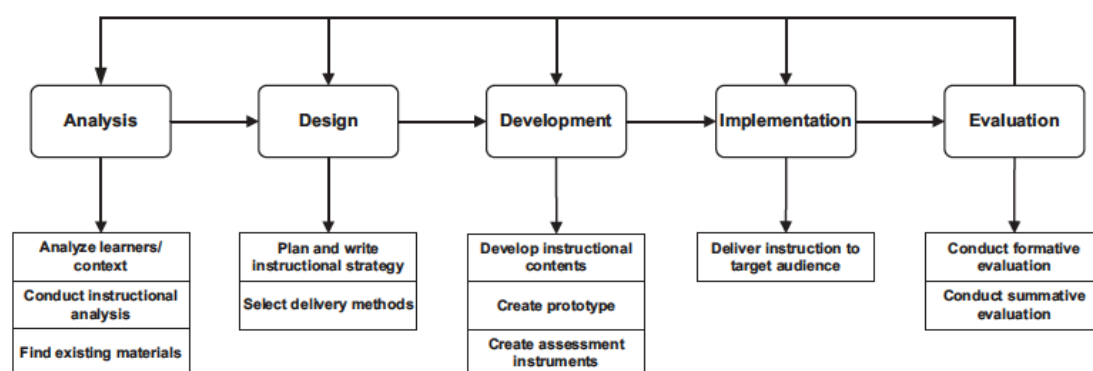 Analysis
Design
Development
Implementation
Evaluation
Analyze learners/
context
Conduct instructional
analysis
Find existing materials
Plan and write
instructional strategy
Select delivery methods
Develop instructional
contents
Create prototype
Create assessment
instruments
Deliver instruction to
target audience
Conduct formative
evaluation
Conduct summative
evaluation